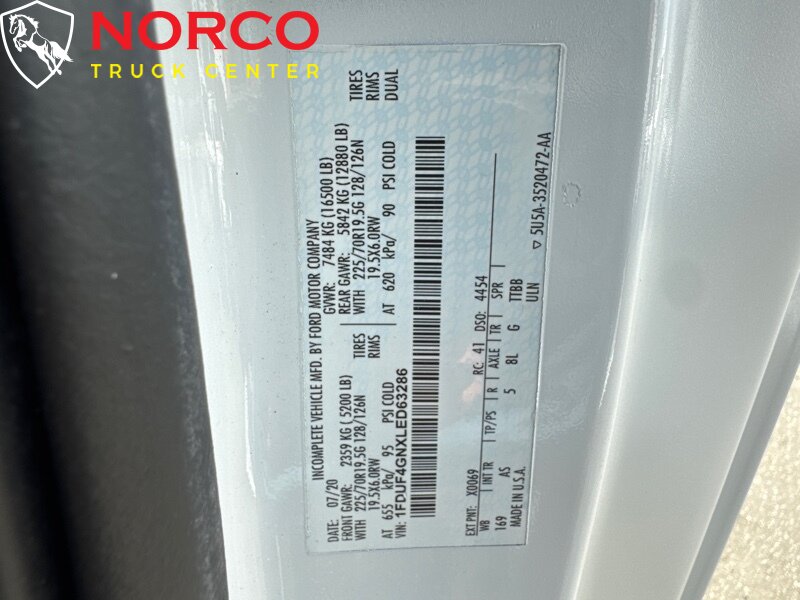 NORCO
TRUCK CENTER
INCOMPLETE VEHICLE MFD. BY FORD MOTOR COMPANY
DATE: 07/20 GVWR: 7484 KG (16500 LB)
FRONT GAWR: 2359 KG ( 5200 LB) REAR GAWR: 5842 KG (12880 LB)
WITH 225/70R19.5G 128/126N TIRES WITH 225/70R19.5G 128/126N TIRES
19.5X6.0RW RIMS 19.5X6.0RW RIMS
AT 655 kPa/ 95 PSI COLD AT 620 kPa/ 90 PSI COLD DUAL
VIN: 1FDUF4GNXLED63286
EXT PNT: X0069 RC: 41 DSO: 4454
WB INT TR TP/PS R AXLE TR SPR
169 AS 5 8L G TTBB
MADE IN U.S.A. ULN
▽ 5U5A-3520472-AA